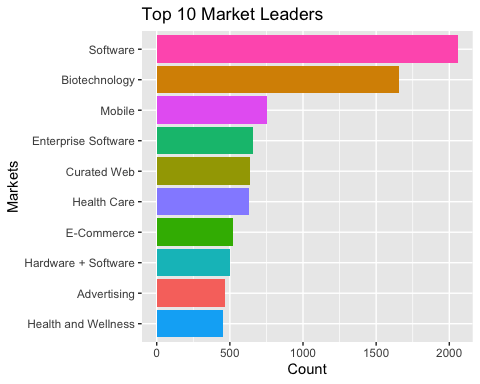 Top 10 Market Leaders
Software
Biotechnology
Mobile
Enterprise Software
Curated Web
Health Care
E-Commerce
Hardware + Software
Advertising
Health and Wellness
Markets
0 500 1000 1500 2000
Count